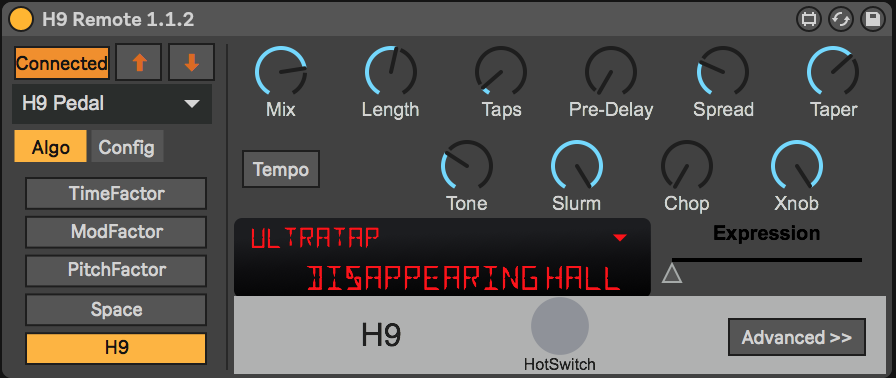 H9 Remote 1.1.2
Connected
H9 Pedal
Algo Config
TimeFactor
ModFactor
PitchFactor
Space
H9
Mix Length Taps Pre-Delay Spread Taper
Tempo
Tone Slurm Chop Xnob
ULTRATAP
DISAPPEARING HALL
Expression
H9
HotSwitch
Advanced >>